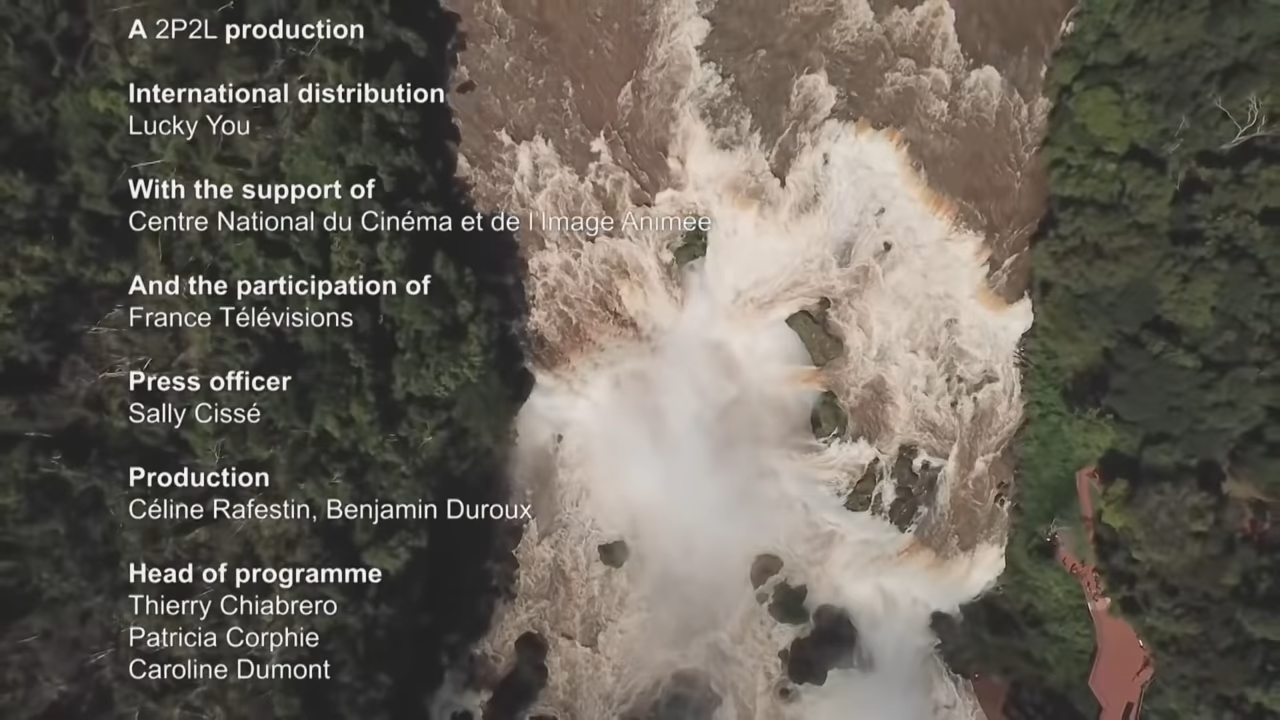 A 2P2L production
International distribution
Lucky You
With the support of
Centre National du Cinéma et de l'Image Animée
And the participation of
France Télévisions
Press officer
Sally Cissé
Production
Céline Rafestin, Benjamin Duroux
Head of programme
Thierry Chiabrero
Patricia Corphie
Caroline Dumont